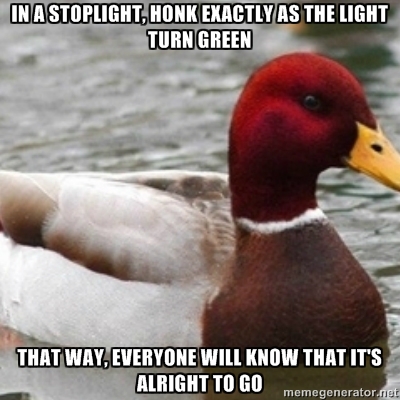 IN A STOPLIGHT, HONK EXACTLY AS THE LIGHT
TURN GREEN
THAT WAY, EVERYONE WILL KNOW THAT IT'S
ALRIGHT TO GO
memegenerator.net